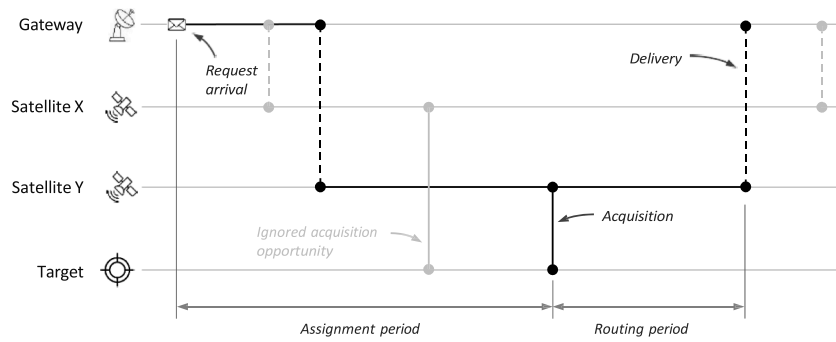 Gateway
Request
arrival
Delivery
Satellite X
Satellite Y
Ignored acquisition
opportunity
Acquisition
Target
Assignment period
Routing period